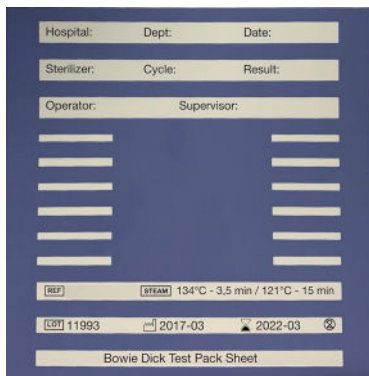 Hospital: Dept: Date:
Sterilizer: Cycle: Result:
Operator: Supervisor:
REF STEAM 134°C - 3,5 min / 121°C - 15 min
LOT 11993 2017-03 2022-03 2
Bowie Dick Test Pack Sheet